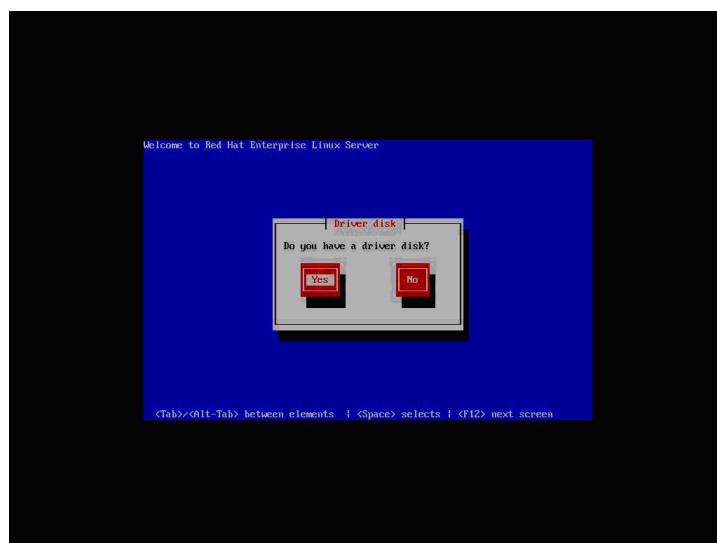 Welcome to Red Hat Enterprise Linux Server
Driver disk
Do you have a driver disk?
Yes No
<Tab>/<Alt-Tab> between elements | <Space> selects | <F12> next screen